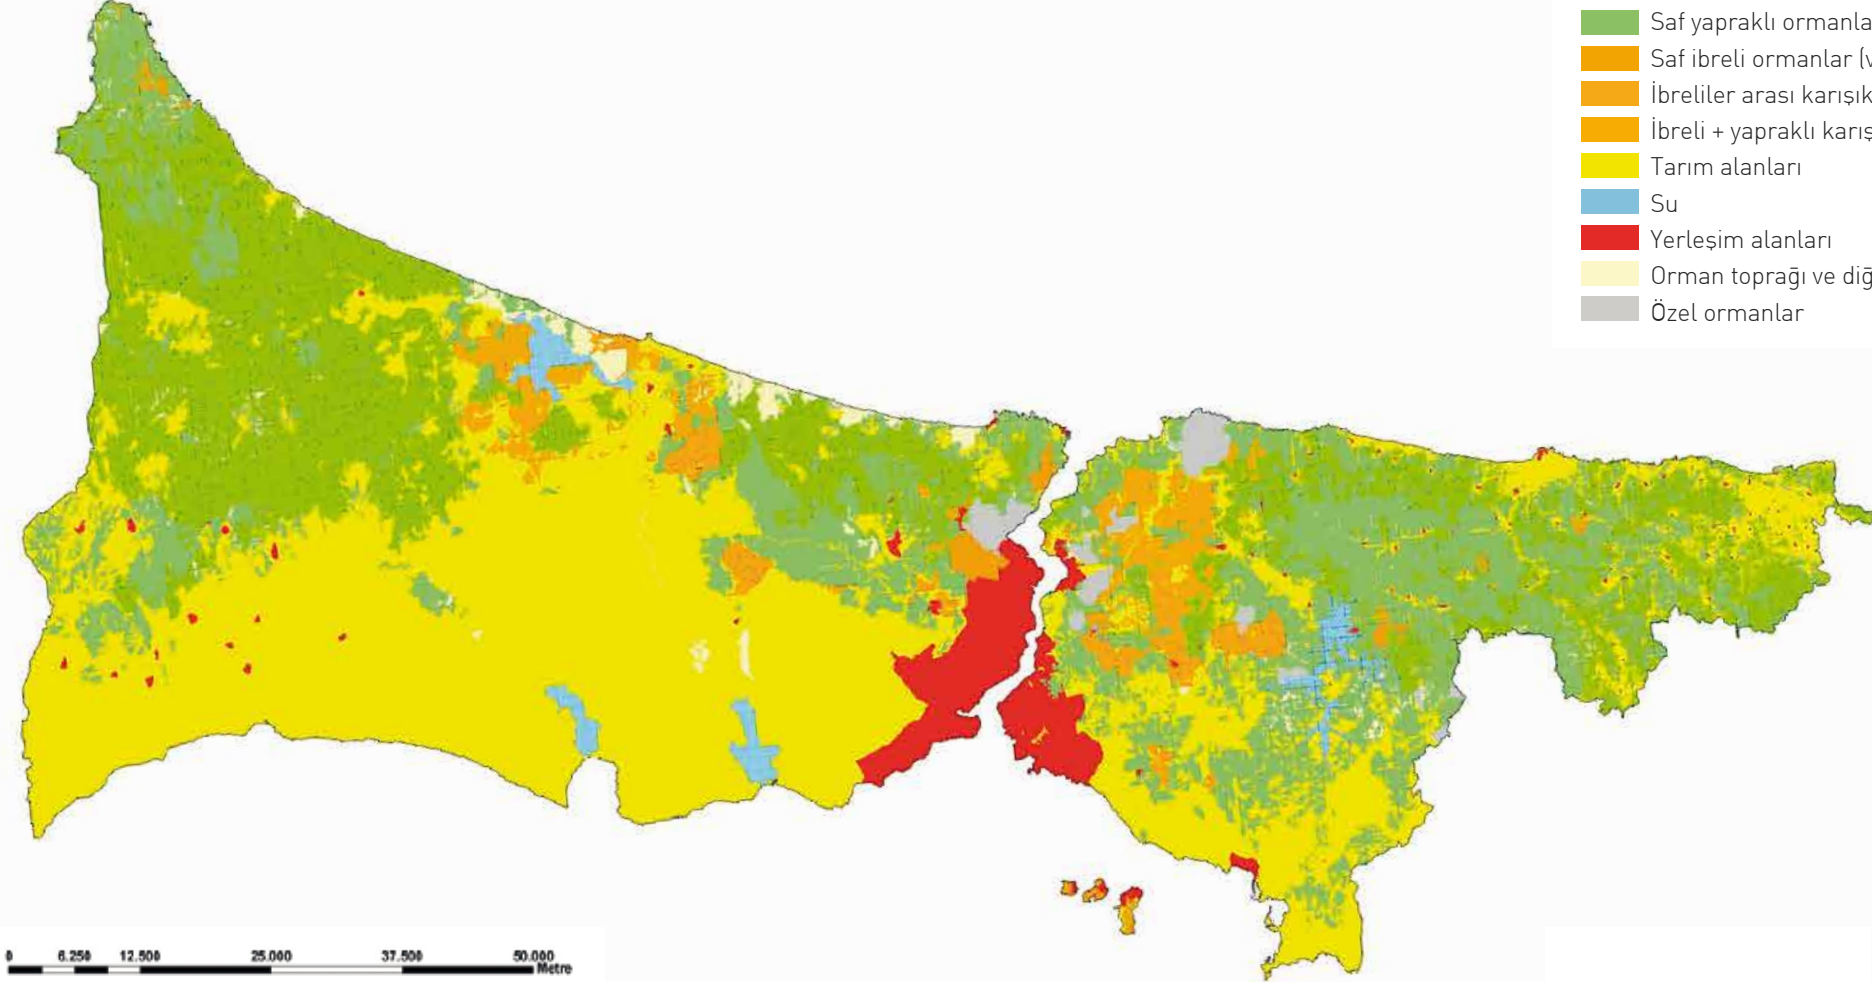 Saf yapraklı ormanla
Saf ibreli ormanlar (v
İbreliler arası karışık
İbreli + yapraklı karış
Tarım alanları
Su
Yerleşim alanları
Orman toprağı ve diğ
Özel ormanlar
0 6.250 12.500 25.000 37.500 50.000
Metre